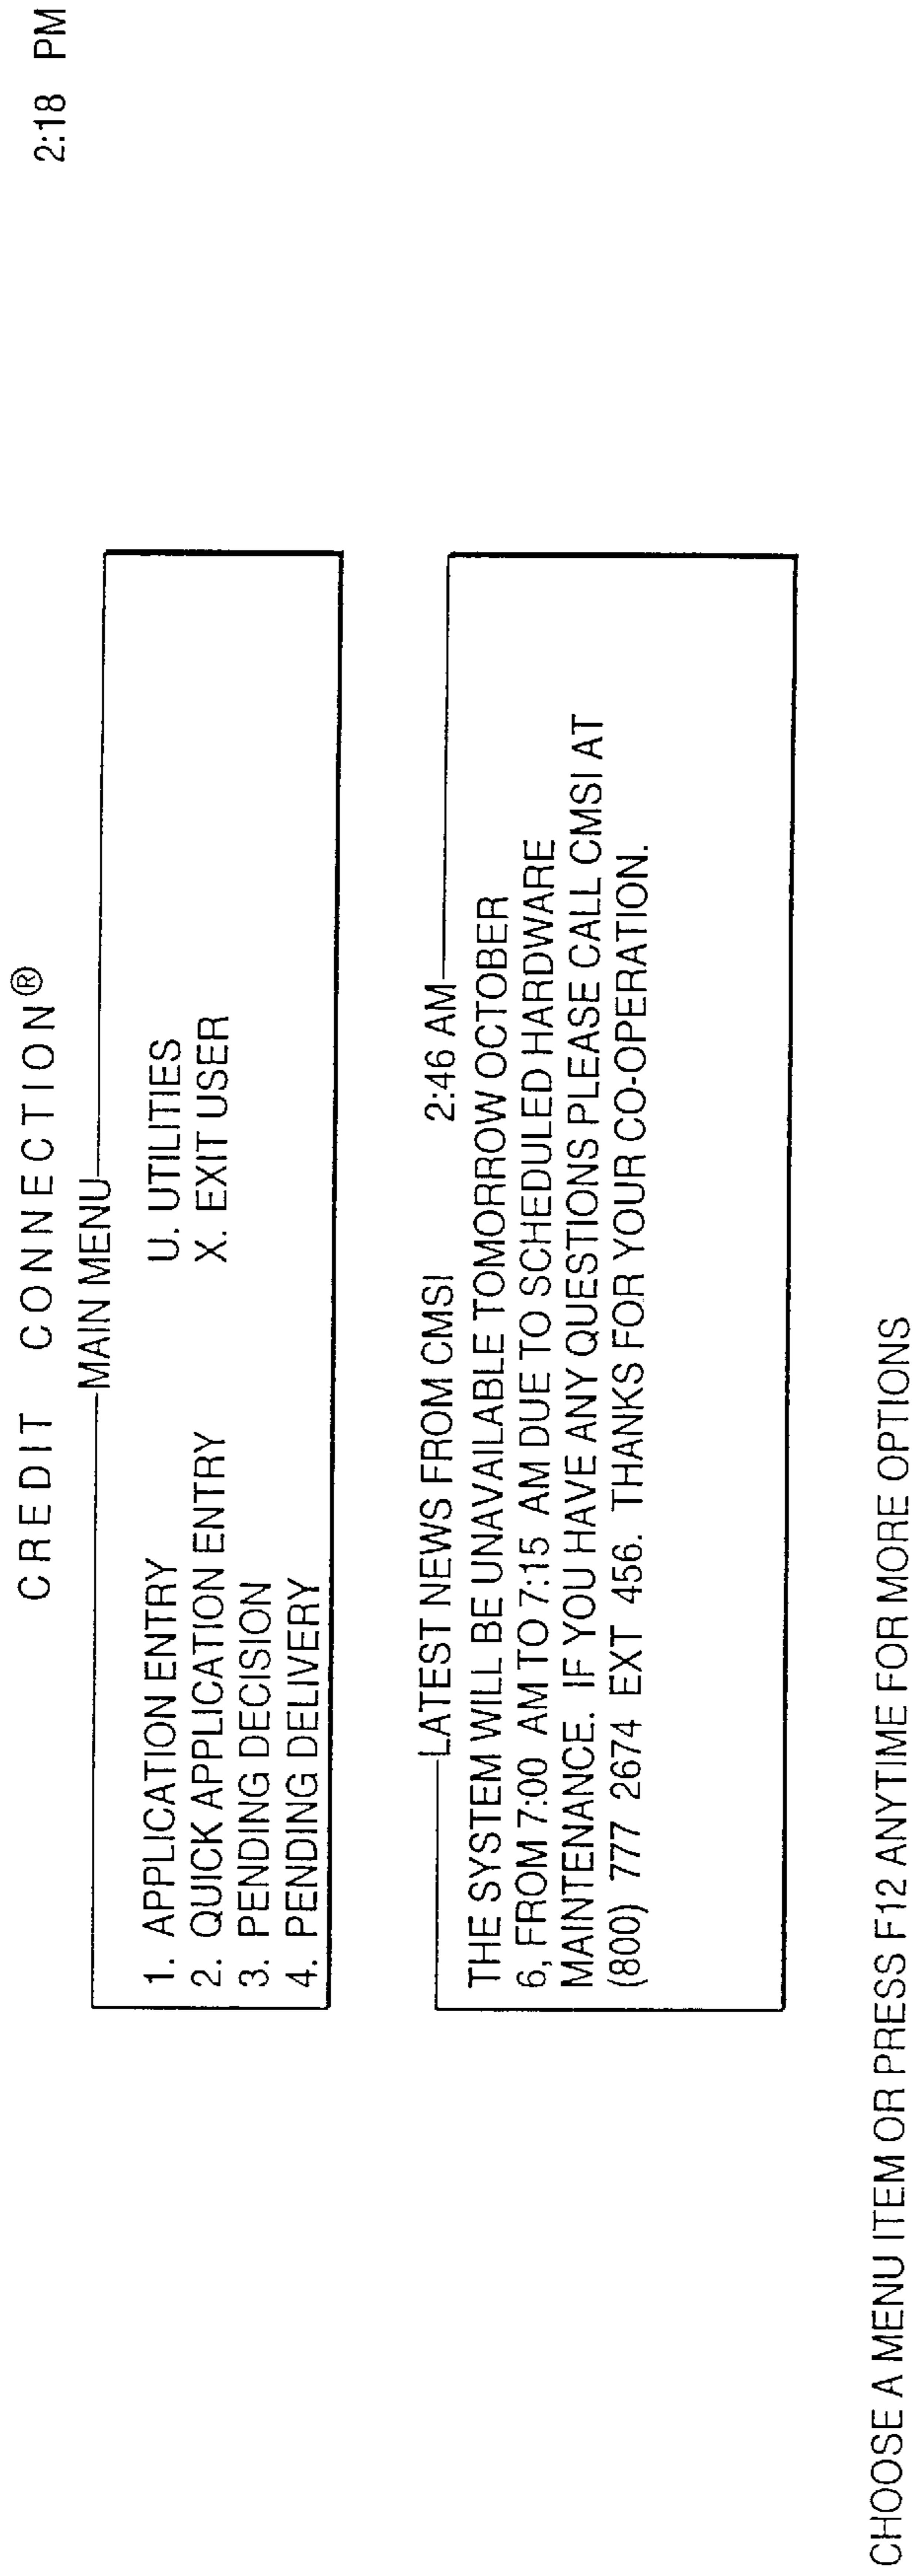 CREDIT CONNECTION®
2:18 PM
MAIN MENU
1. APPLICATION ENTRY U. UTILITIES
2. QUICK APPLICATION ENTRY X. EXIT USER
3. PENDING DECISION
4. PENDING DELIVERY
LATEST NEWS FROM CMSI 2:46 AM
THE SYSTEM WILL BE UNAVAILABLE TOMORROW OCTOBER
6, FROM 7:00 AM TO 7:15 AM DUE TO SCHEDULED HARDWARE
MAINTENANCE. IF YOU HAVE ANY QUESTIONS PLEASE CALL CMSI AT
(800) 777 2674 EXT 456. THANKS FOR YOUR CO-OPERATION.
CHOOSE A MENU ITEM OR PRESS F12 ANYTIME FOR MORE OPTIONS